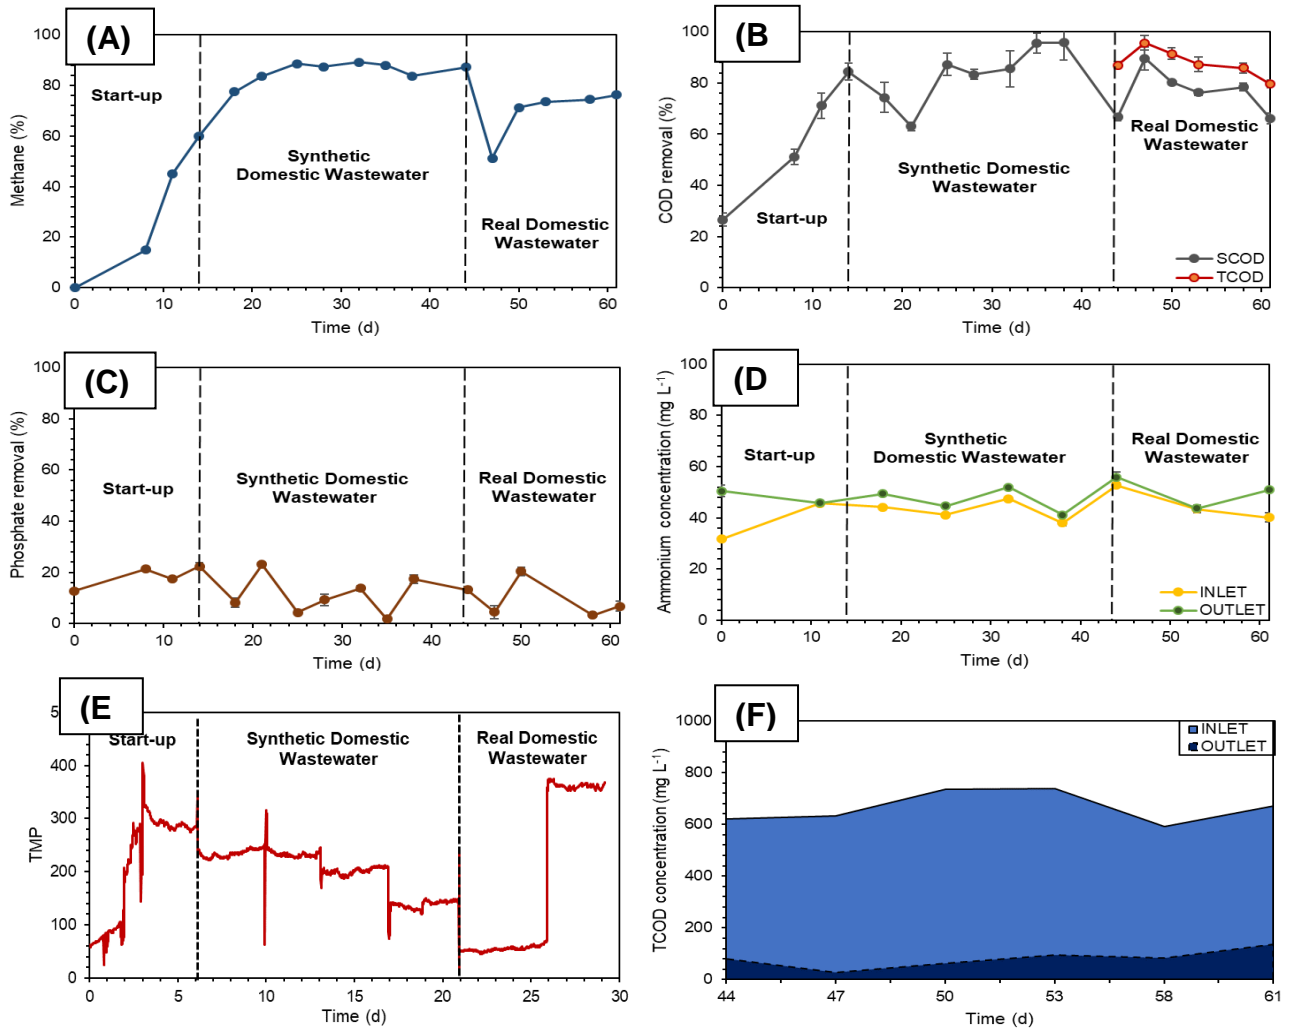 (A)
100
80
60
40
20
0
Methane (%)
Start-up
Synthetic
Domestic Wastewater
Real Domestic
Wastewater
0 10 20 30 40 50 60
Time (d)
(B)
100
80
60
40
20
0
COD removal (%)
Start-up
Synthetic Domestic
Wastewater
Real Domestic
Wastewater
SCOD
TCOD
0 10 20 30 40 50 60
Time (d)
(C)
100
80
60
40
20
0
Phosphate removal (%)
Start-up
Synthetic Domestic
Wastewater
Real Domestic
Wastewater
0 10 20 30 40 50 60
Time (d)
(D)
100
80
60
40
20
0
Ammonium concentration (mg L⁻¹)
Start-up
Synthetic
Domestic Wastewater
Real Domestic
Wastewater
INLET
OUTLET
0 10 20 30 40 50 60
Time (d)
(E
5
400
300
200
100
0
TMP
Start-up
Synthetic Domestic
Wastewater
Real Domestic
Wastewater
0 5 10 15 20 25 30
Time (d)
(F)
1000
800
600
400
200
0
TCOD concentration (mg L⁻¹)
INLET
OUTLET
44 47 50 53 58 61
Time (d)